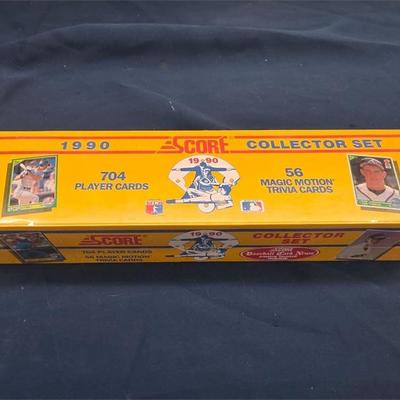 1990 SCORE COLLECTOR SET
704
PLAYER CARDS
1990
56
MAGIC MOTION
TRIVIA CARDS
SCORE
704 PLAYER CARDS
56 MAGIC MOTION TRIVIA CARDS
1990
COLLECTOR
SET
Baseball Card News